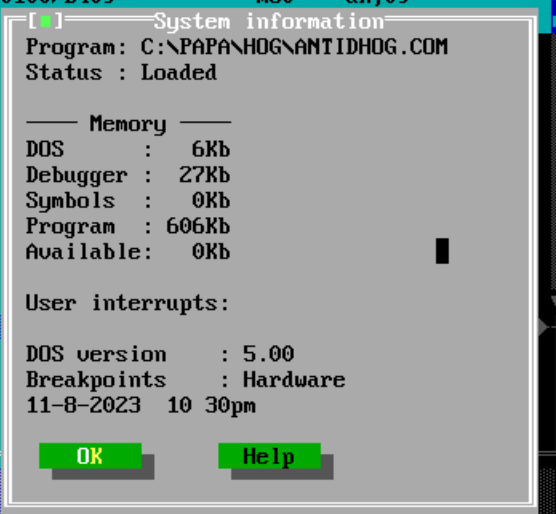 System information
Program: C:\PAPA\HOG\ANTIDHOG.COM
Status : Loaded
Memory
DOS : 6Kb
Debugger : 27Kb
Symbols : 0Kb
Program : 606Kb
Available: 0Kb
User interrupts:
DOS version : 5.00
Breakpoints : Hardware
11-8-2023 10 30pm
OK Help